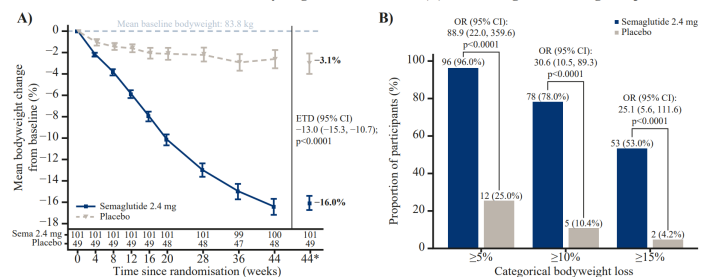 A)
Mean baseline bodyweight: 83.8 kg
Mean bodyweight change
from baseline (%)
0
−2
−4
−6
−8
−10
−12
−14
−16
−18
−3.1%
ETD (95% CI)
−13.0 (−15.3, −10.7);
p<0.0001
−16.0%
Semaglutide 2.4 mg
Placebo
Sema 2.4 mg 101 101 101 101 101 101 101 99 100 101
Placebo 49 49 49 49 49 48 48 47 48 49
0 4 8 12 16 20 28 36 44 44*
Time since randomisation (weeks)
B)
Semaglutide 2.4 mg
Placebo
OR (95% CI):
88.9 (22.0, 359.6)
p<0.0001
OR (95% CI):
30.6 (10.5, 89.3)
p<0.0001
OR (95% CI):
25.1 (5.6, 111.6)
p<0.0001
Proportion of participants (%)
100
80
60
40
20
0
96 (96.0%)
12 (25.0%)
78 (78.0%)
5 (10.4%)
53 (53.0%)
2 (4.2%)
≥5% ≥10% ≥15%
Categorical bodyweight loss